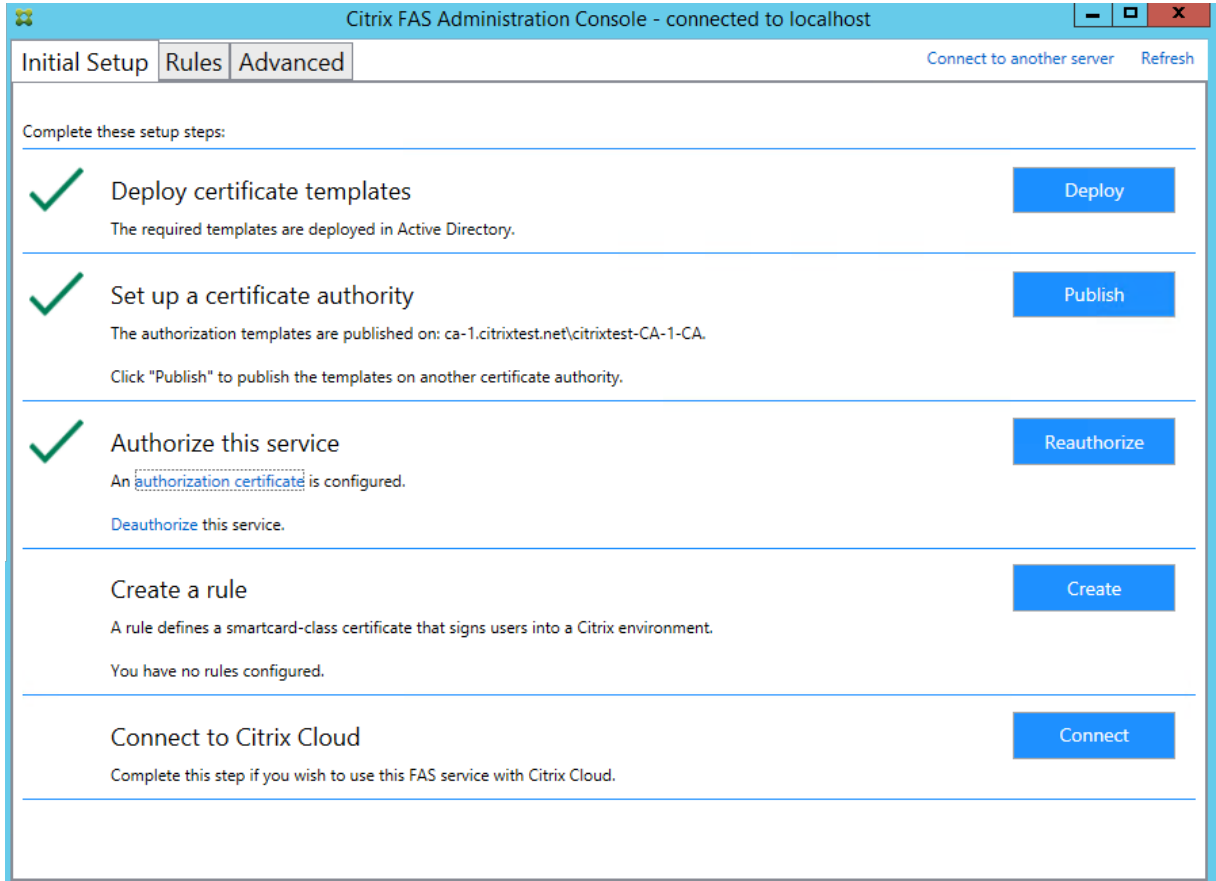 Citrix FAS Administration Console - connected to localhost
Initial Setup Rules Advanced Connect to another server Refresh
Complete these setup steps:
Deploy certificate templates
Deploy
The required templates are deployed in Active Directory.
Set up a certificate authority
Publish
The authorization templates are published on: ca-1.citrixtest.net\citrixtest-CA-1-CA.
Click "Publish" to publish the templates on another certificate authority.
Authorize this service
Reauthorize
An authorization certificate is configured.
Deauthorize this service.
Create a rule
Create
A rule defines a smartcard-class certificate that signs users into a Citrix environment.
You have no rules configured.
Connect to Citrix Cloud
Connect
Complete this step if you wish to use this FAS service with Citrix Cloud.